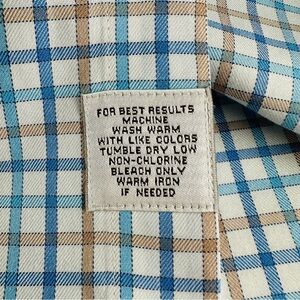 FOR BEST RESULTS
MACHINE
WASH WARM
WITH LIKE COLORS
TUMBLE DRY LOW
NON-CHLORINE
BLEACH ONLY
WARM IRON
IF NEEDED